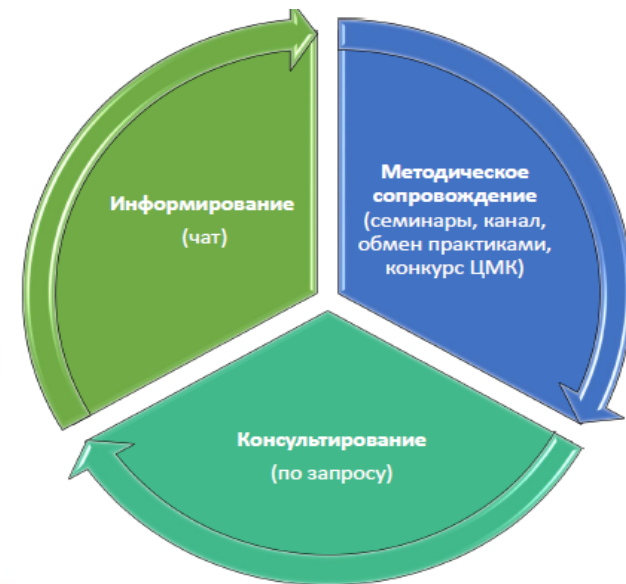 Информирование
(чат)
Методическое
сопровождение
(семинары, канал,
обмен практиками,
конкурс ЦМК)
Консультирование
(по запросу)